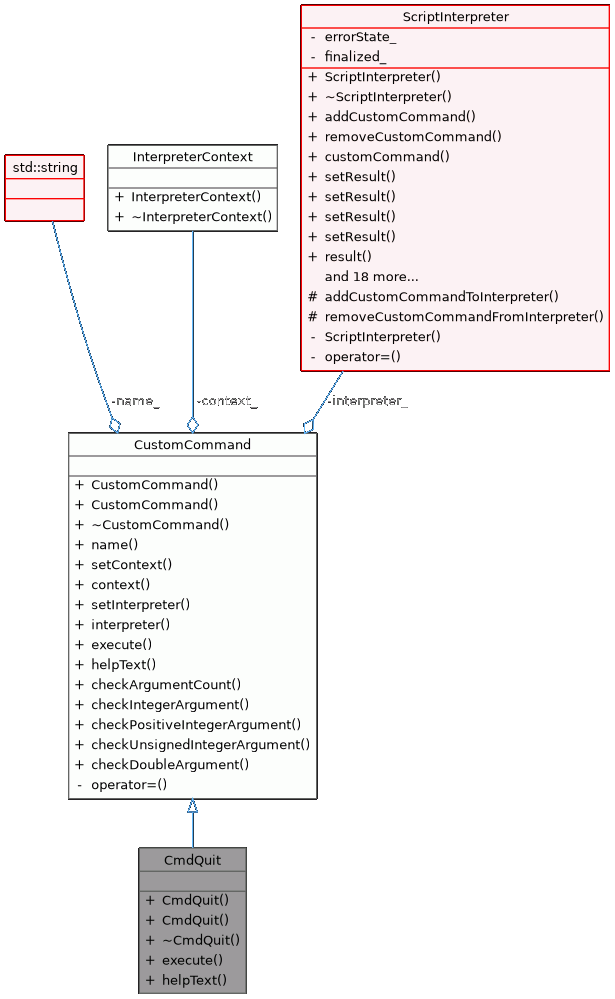 ScriptInterpreter
- errorState_
- finalized_
+ ScriptInterpreter()
+ ~ScriptInterpreter()
+ addCustomCommand()
+ removeCustomCommand()
+ customCommand()
+ setResult()
+ setResult()
+ setResult()
+ setResult()
+ result()
and 18 more...
# addCustomCommandToInterpreter()
# removeCustomCommandFromInterpreter()
- ScriptInterpreter()
- operator=()
InterpreterContext
+ InterpreterContext()
+ ~InterpreterContext()
std::string
-name_
-context_
-interpreter_
CustomCommand
+ CustomCommand()
+ CustomCommand()
+ ~CustomCommand()
+ name()
+ setContext()
+ context()
+ setInterpreter()
+ interpreter()
+ execute()
+ helpText()
+ checkArgumentCount()
+ checkIntegerArgument()
+ checkPositiveIntegerArgument()
+ checkUnsignedIntegerArgument()
+ checkDoubleArgument()
- operator=()
CmdQuit
+ CmdQuit()
+ CmdQuit()
+ ~CmdQuit()
+ execute()
+ helpText()